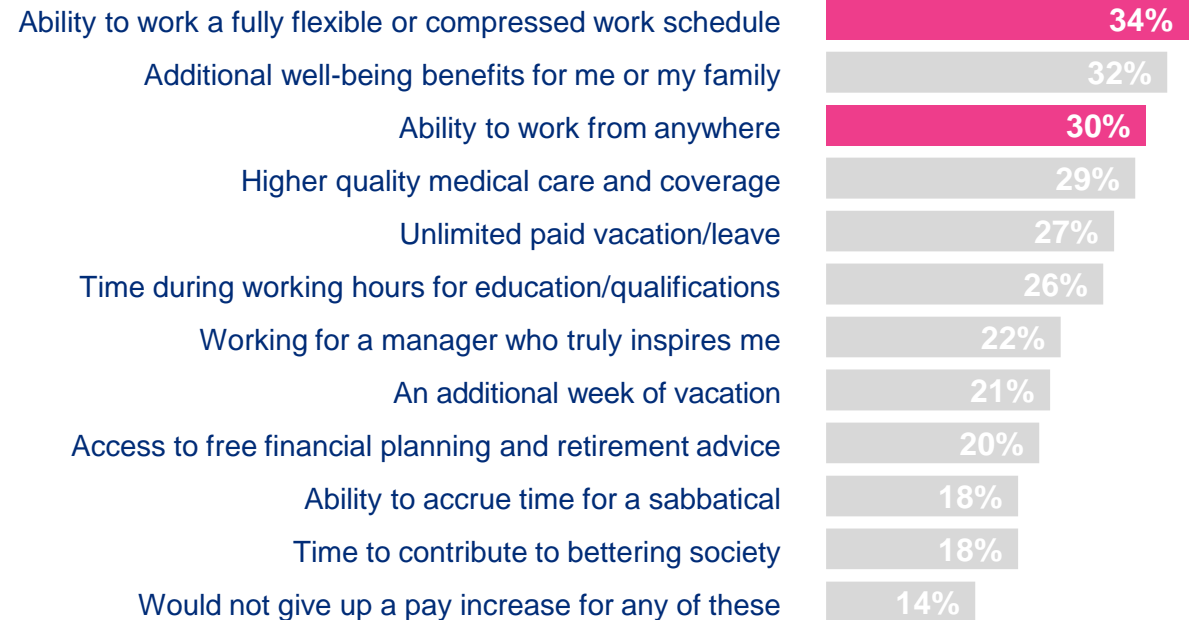 Ability to work a fully flexible or compressed work schedule 34%
Additional well-being benefits for me or my family 32%
Ability to work from anywhere 30%
Higher quality medical care and coverage 29%
Unlimited paid vacation/leave 27%
Time during working hours for education/qualifications 26%
Working for a manager who truly inspires me 22%
An additional week of vacation 21%
Access to free financial planning and retirement advice 20%
Ability to accrue time for a sabbatical 18%
Time to contribute to bettering society 18%
Would not give up a pay increase for any of these 14%